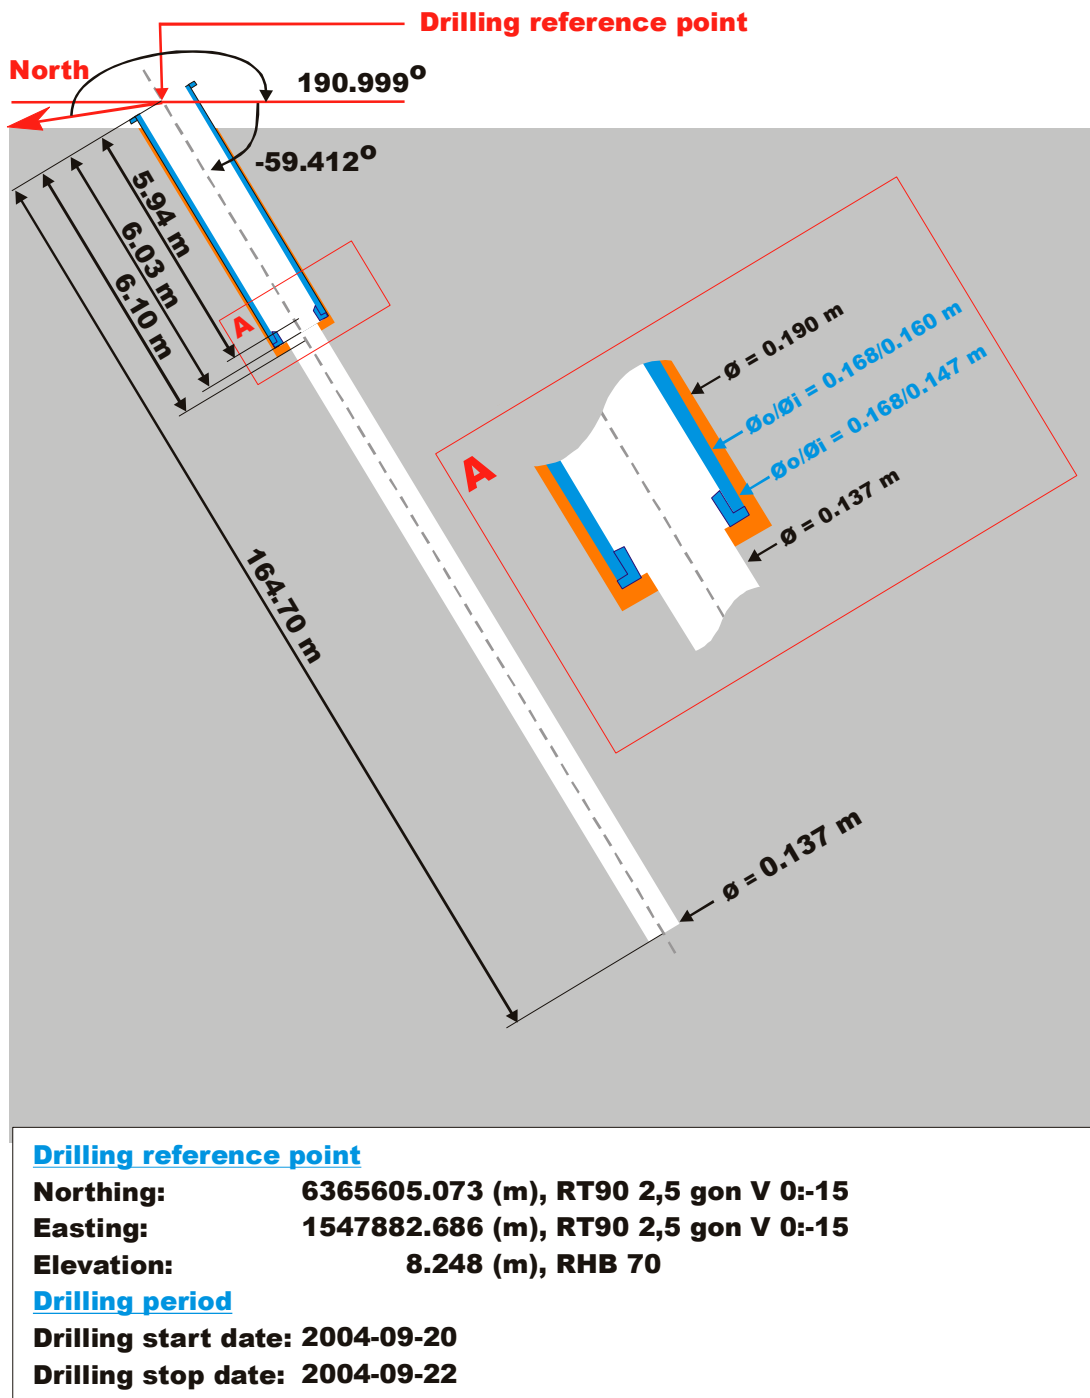 Drilling reference point
North
190.999°
-59.412°
5.94 m
6.03 m
6.10 m
A
164.70 m
A
Ø = 0.190 m
Øo/Øi = 0.168/0.160 m
Øo/Øi = 0.168/0.147 m
Ø = 0.137 m
Ø = 0.137 m
Drilling reference point
Northing: 6365605.073 (m), RT90 2,5 gon V 0:-15
Easting: 1547882.686 (m), RT90 2,5 gon V 0:-15
Elevation: 8.248 (m), RHB 70
Drilling period
Drilling start date: 2004-09-20
Drilling stop date: 2004-09-22